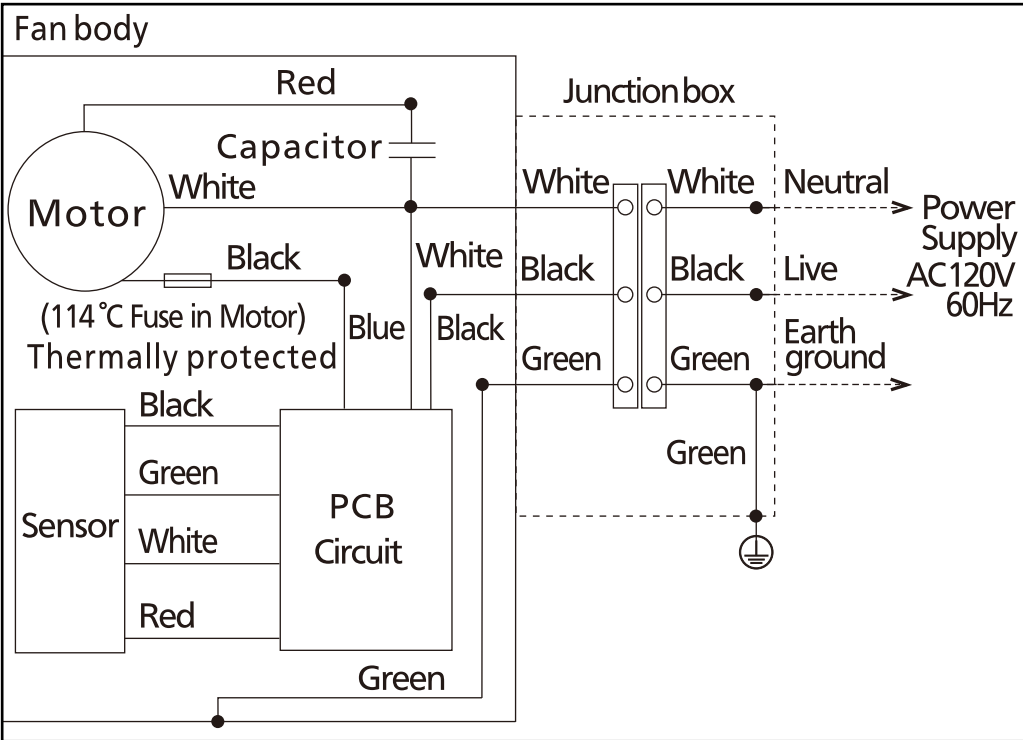 Fan body
Red
Junction box
Capacitor
White
White
White
Neutral
Motor
Power
Supply
AC120V
60Hz
White
Black
Black
Black
Live
(114℃ Fuse in Motor)
Thermally protected
Blue
Black
Green
Green
Earth
ground
Black
Green
Green
Sensor
PCB
Circuit
White
Red
Green